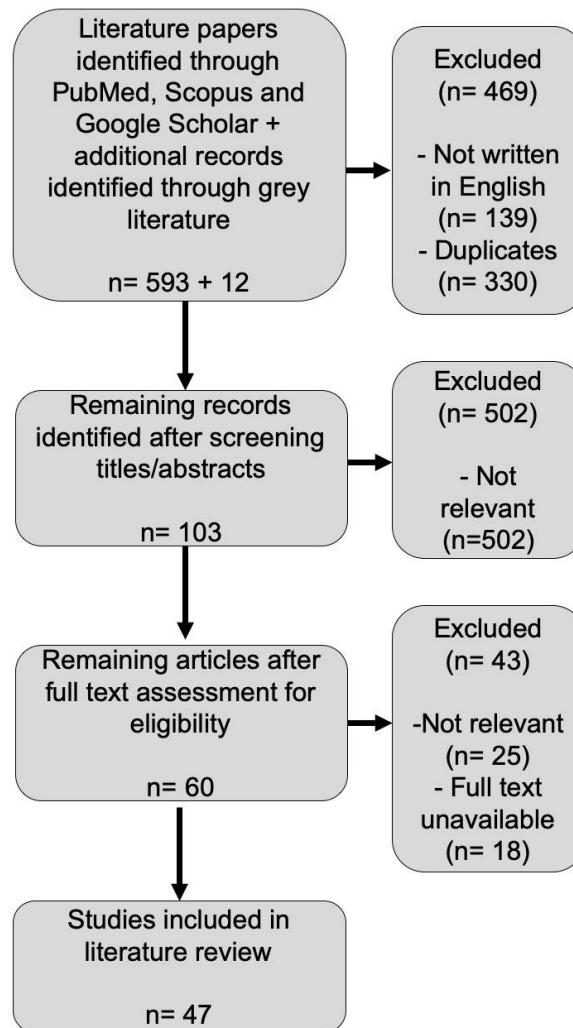 Literature papers
identified through
PubMed, Scopus and
Google Scholar +
additional records
identified through grey
literature
n= 593 + 12
Excluded
(n= 469)
- Not written
in English
(n= 139)
- Duplicates
(n= 330)
Remaining records
identified after screening
titles/abstracts
n= 103
Excluded
(n= 502)
- Not
relevant
(n=502)
Remaining articles after
full text assessment for
eligibility
n= 60
Excluded
(n= 43)
-Not relevant
(n= 25)
- Full text
unavailable
(n= 18)
Studies included in
literature review
n= 47